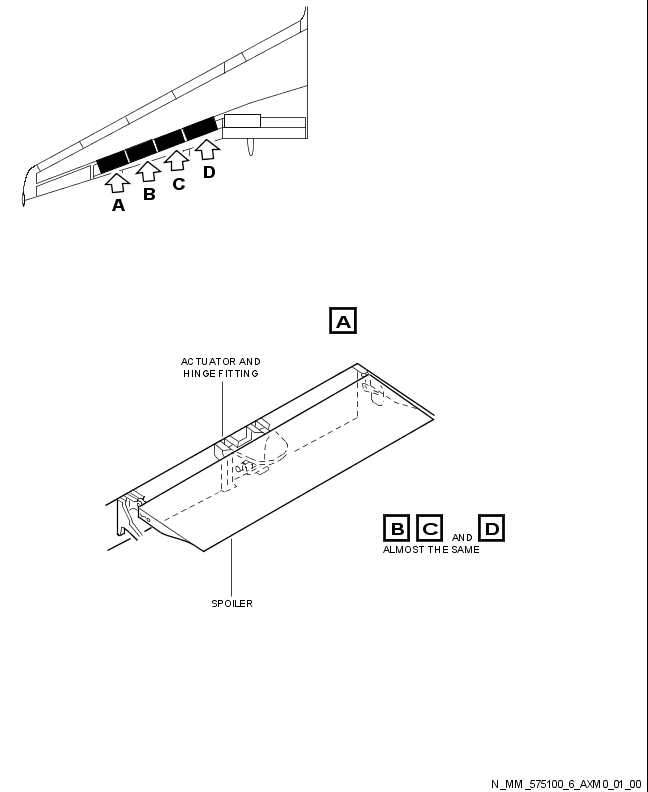 D
C
B
A
A
ACTUATOR AND
HINGE FITTING
B C AND D
ALMOST THE SAME
SPOILER
N_MM_575100_6_AXM0_01_00